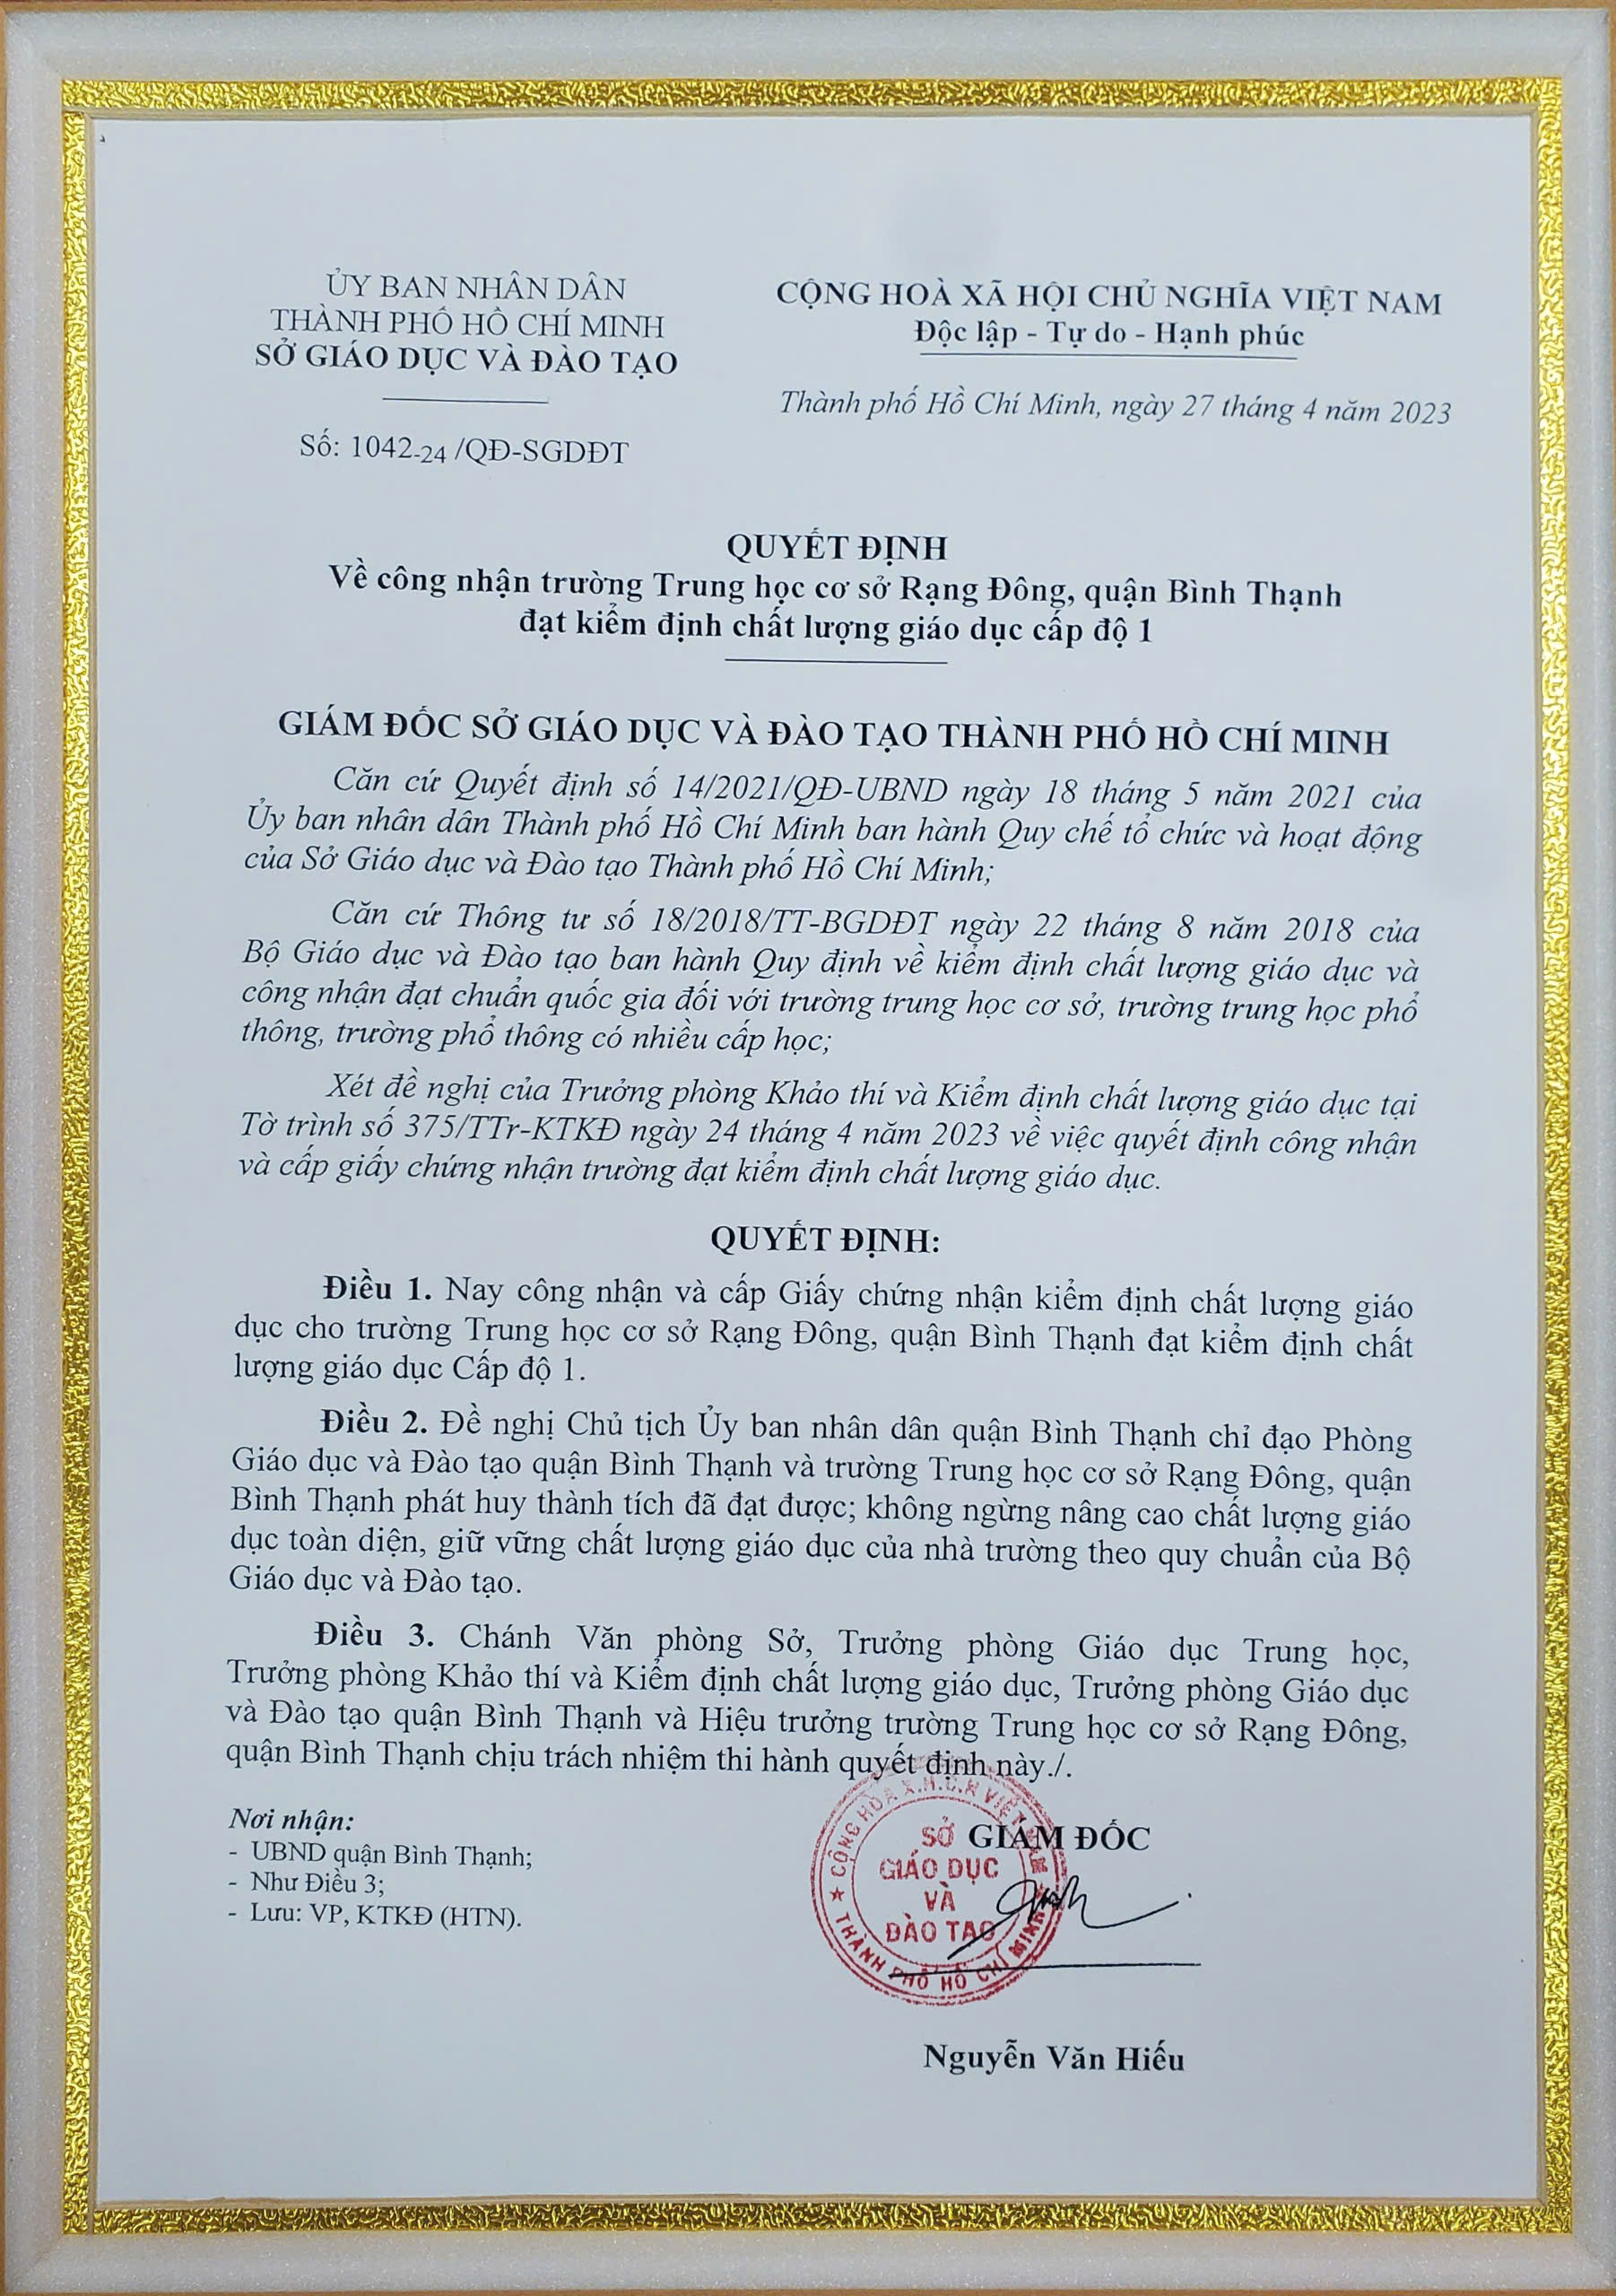 ỦY BAN NHÂN DÂN
THÀNH PHỐ HỒ CHÍ MINH
SỞ GIÁO DỤC VÀ ĐÀO TẠO
Số: 1042-24 /QĐ-SGDĐT
CỘNG HOÀ XÃ HỘI CHỦ NGHĨA VIỆT NAM
Độc lập - Tự do - Hạnh phúc
Thành phố Hồ Chí Minh, ngày 27 tháng 4 năm 2023
QUYẾT ĐỊNH
Về công nhận trường Trung học cơ sở Rạng Đông, quận Bình Thạnh
đạt kiểm định chất lượng giáo dục cấp độ 1
GIÁM ĐỐC SỞ GIÁO DỤC VÀ ĐÀO TẠO THÀNH PHỐ HỒ CHÍ MINH
Căn cứ Quyết định số 14/2021/QĐ-UBND ngày 18 tháng 5 năm 2021 của
Ủy ban nhân dân Thành phố Hồ Chí Minh ban hành Quy chế tổ chức và hoạt động
của Sở Giáo dục và Đào tạo Thành phố Hồ Chí Minh;
Căn cứ Thông tư số 18/2018/TT-BGDĐT ngày 22 tháng 8 năm 2018 của
Bộ Giáo dục và Đào tạo ban hành Quy định về kiểm định chất lượng giáo dục và
công nhận đạt chuẩn quốc gia đối với trường trung học cơ sở, trường trung học phổ
thông, trường phổ thông có nhiều cấp học;
Xét đề nghị của Trưởng phòng Khảo thí và Kiểm định chất lượng giáo dục tại
Tờ trình số 375/TTr-KTKĐ ngày 24 tháng 4 năm 2023 về việc quyết định công nhận
và cấp giấy chứng nhận trường đạt kiểm định chất lượng giáo dục.
QUYẾT ĐỊNH:
Điều 1. Nay công nhận và cấp Giấy chứng nhận kiểm định chất lượng giáo
dục cho trường Trung học cơ sở Rạng Đông, quận Bình Thạnh đạt kiểm định chất
lượng giáo dục Cấp độ 1.
Điều 2. Đề nghị Chủ tịch Ủy ban nhân dân quận Bình Thạnh chỉ đạo Phòng
Giáo dục và Đào tạo quận Bình Thạnh và trường Trung học cơ sở Rạng Đông, quận
Bình Thạnh phát huy thành tích đã đạt được; không ngừng nâng cao chất lượng giáo
dục toàn diện, giữ vững chất lượng giáo dục của nhà trường theo quy chuẩn của Bộ
Giáo dục và Đào tạo.
Điều 3. Chánh Văn phòng Sở, Trưởng phòng Giáo dục Trung học,
Trưởng phòng Khảo thí và Kiểm định chất lượng giáo dục, Trưởng phòng Giáo dục
và Đào tạo quận Bình Thạnh và Hiệu trưởng trường Trung học cơ sở Rạng Đông,
quận Bình Thạnh chịu trách nhiệm thi hành quyết định này./.
Nơi nhận:
- UBND quận Bình Thạnh;
- Như Điều 3;
- Lưu: VP, KTKĐ (HTN).
GIÁM ĐỐC
CỘNG HÒA X.H.C.N VIỆT NAM
SỞ
GIÁO DỤC
VÀ
ĐÀO TẠO
★ THÀNH PHỐ HỒ CHÍ MINH ★
Nguyễn Văn Hiếu